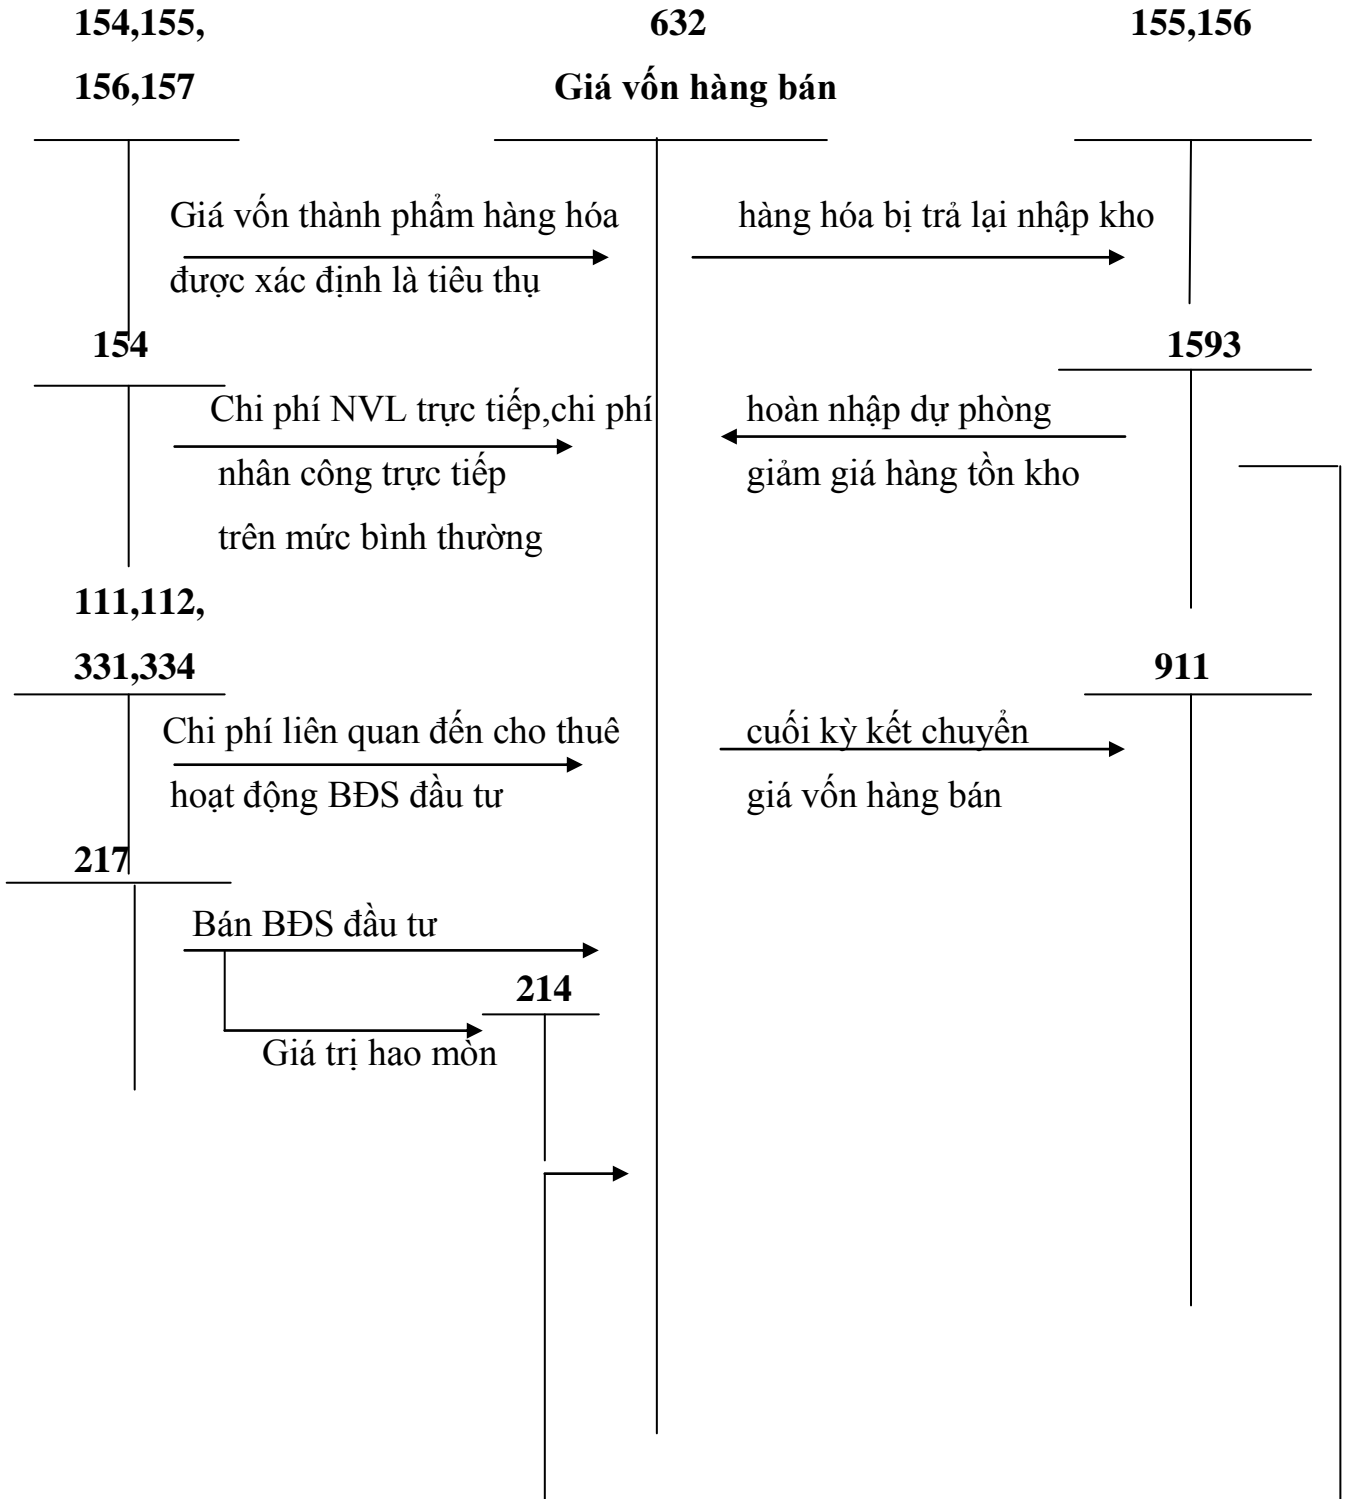 154,155,
632
155,156
156,157
Giá vốn hàng bán
Giá vốn thành phẩm hàng hóa
hàng hóa bị trả lại nhập kho
được xác định là tiêu thụ
154
1593
Chi phí NVL trực tiếp,chi phí
hoàn nhập dự phòng
nhân công trực tiếp
giảm giá hàng tồn kho
trên mức bình thường
111,112,
331,334
911
Chi phí liên quan đến cho thuê
cuối kỳ kết chuyển
hoạt động BĐS đầu tư
giá vốn hàng bán
217
Bán BĐS đầu tư
214
Giá trị hao mòn